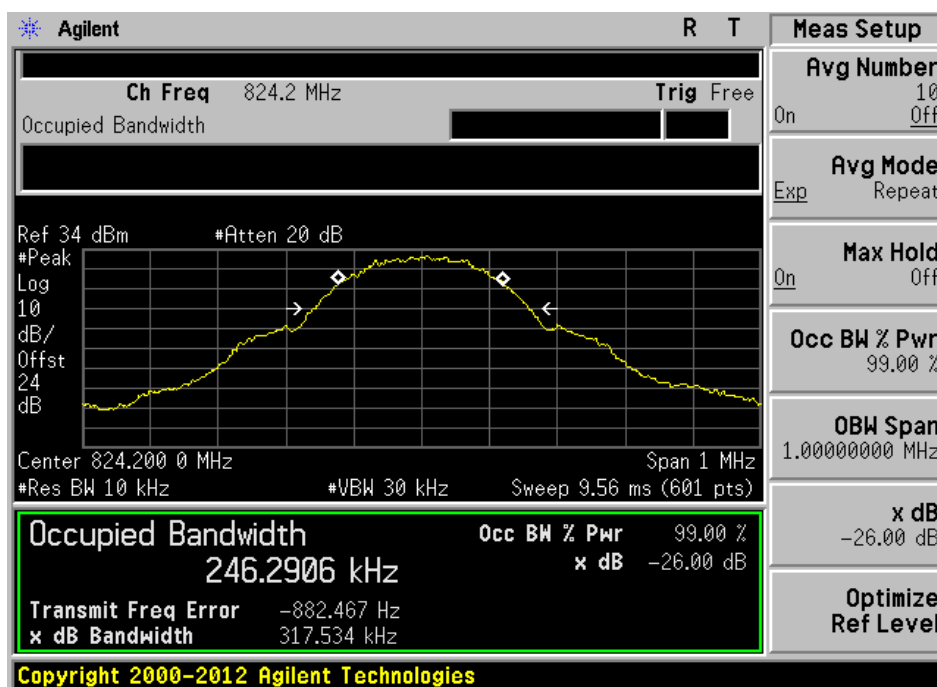 Agilent R T
Ch Freq 824.2 MHz Trig Free
Occupied Bandwidth
Ref 34 dBm #Atten 20 dB
#Peak
Log
10
dB/
Offst
24
dB
Center 824.200 0 MHz Span 1 MHz
#Res BW 10 kHz #VBW 30 kHz Sweep 9.56 ms (601 pts)
Occupied Bandwidth
246.2906 kHz
Occ BW % Pwr 99.00 %
x dB -26.00 dB
Transmit Freq Error -882.467 Hz
x dB Bandwidth 317.534 kHz
Copyright 2000-2012 Agilent Technologies
Meas Setup
Avg Number
10
On Off
Avg Mode
Exp Repeat
Max Hold
On Off
Occ BW % Pwr
99.00 %
OBW Span
1.00000000 MHz
x dB
-26.00 dB
Optimize
Ref Level